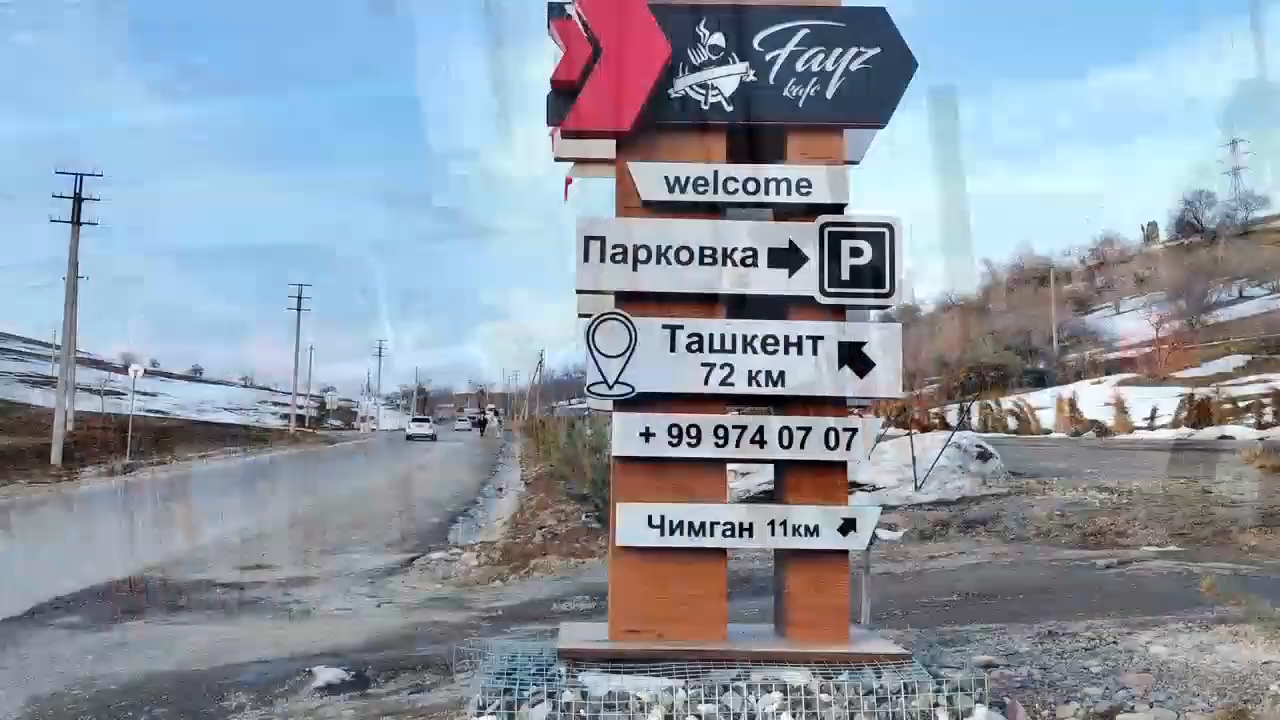 Fayz
kafe
welcome
Парковка
P
Ташкент
72 км
+ 99 974 07 07
Чимган 11км